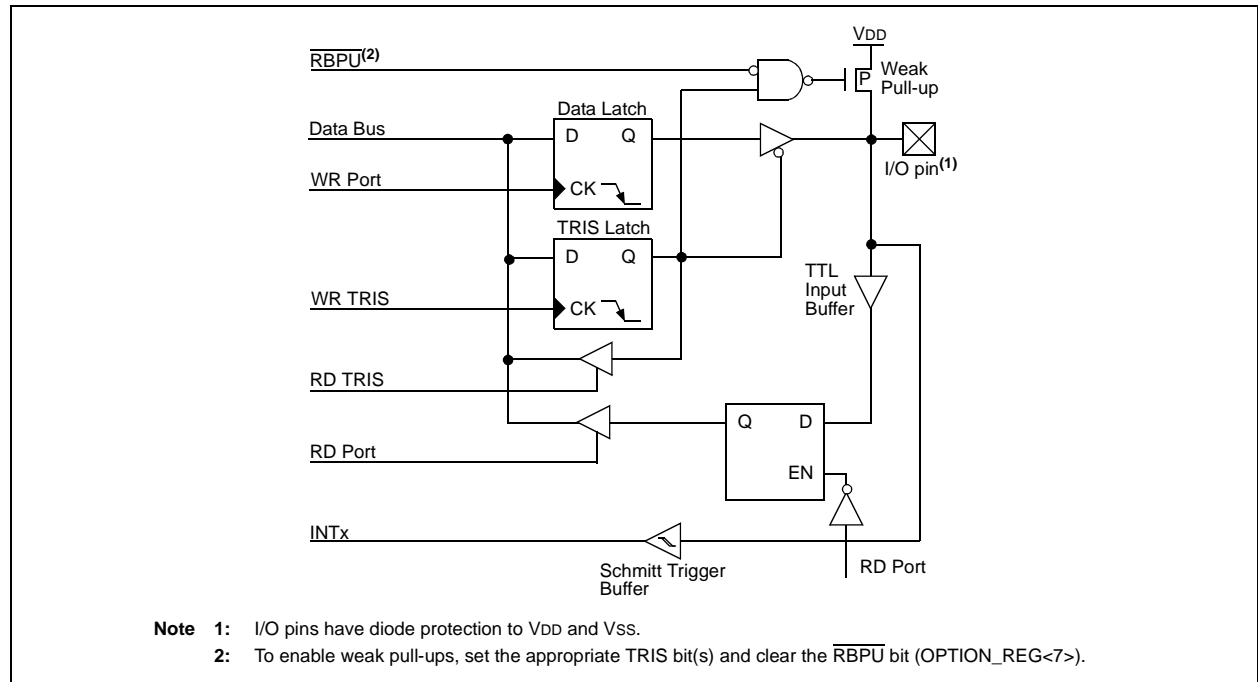 VDD
RBPU(2)
Weak
Pull-up
P
Data Latch
Data Bus
D Q
I/O pin(1)
WR Port
CK
TRIS Latch
D Q
TTL
Input
Buffer
WR TRIS
CK
RD TRIS
Q D
RD Port
EN
INTx
Schmitt Trigger
Buffer
RD Port
Note 1: I/O pins have diode protection to VDD and VSS.
2: To enable weak pull-ups, set the appropriate TRIS bit(s) and clear the RBPU bit (OPTION_REG<7>).